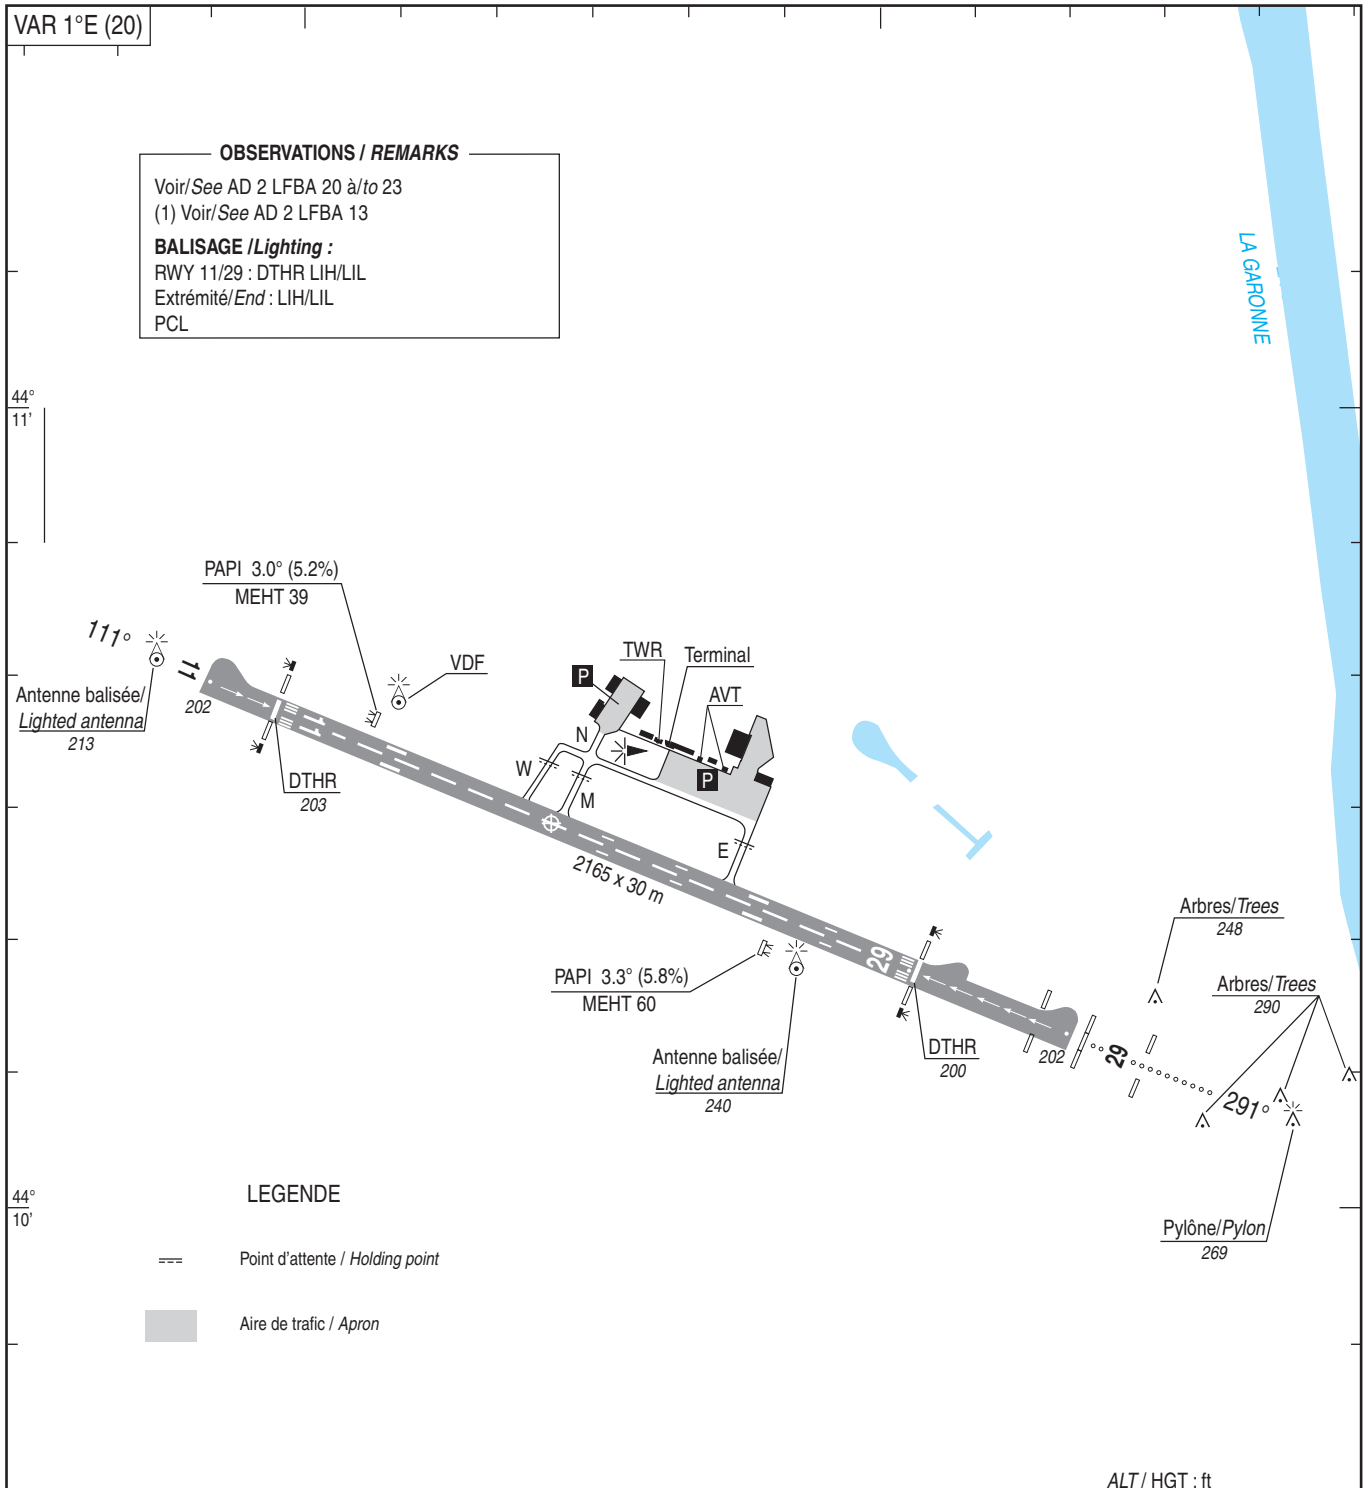 VAR 1°E (20)
OBSERVATIONS / REMARKS
Voir/See AD 2 LFBA 20 à/to 23
(1) Voir/See AD 2 LFBA 13
BALISAGE /Lighting :
RWY 11/29 : DTHR LIH/LIL
Extrémité/End : LIH/LIL
PCL
LA GARONNE
44°
11'
PAPI 3.0° (5.2%)
MEHT 39
111°
11
VDF
TWR
Terminal
P
AVT
Antenne balisée/
Lighted antenna
213
202
11
N
W
M
P
E
DTHR
203
2165 x 30 m
29
PAPI 3.3° (5.8%)
MEHT 60
Arbres/Trees
248
Arbres/Trees
290
Antenne balisée/
Lighted antenna
240
DTHR
200
202
29
291°
44°
10'
LEGENDE
Pylône/Pylon
269
Point d'attente / Holding point
Aire de trafic / Apron
ALT / HGT : ft